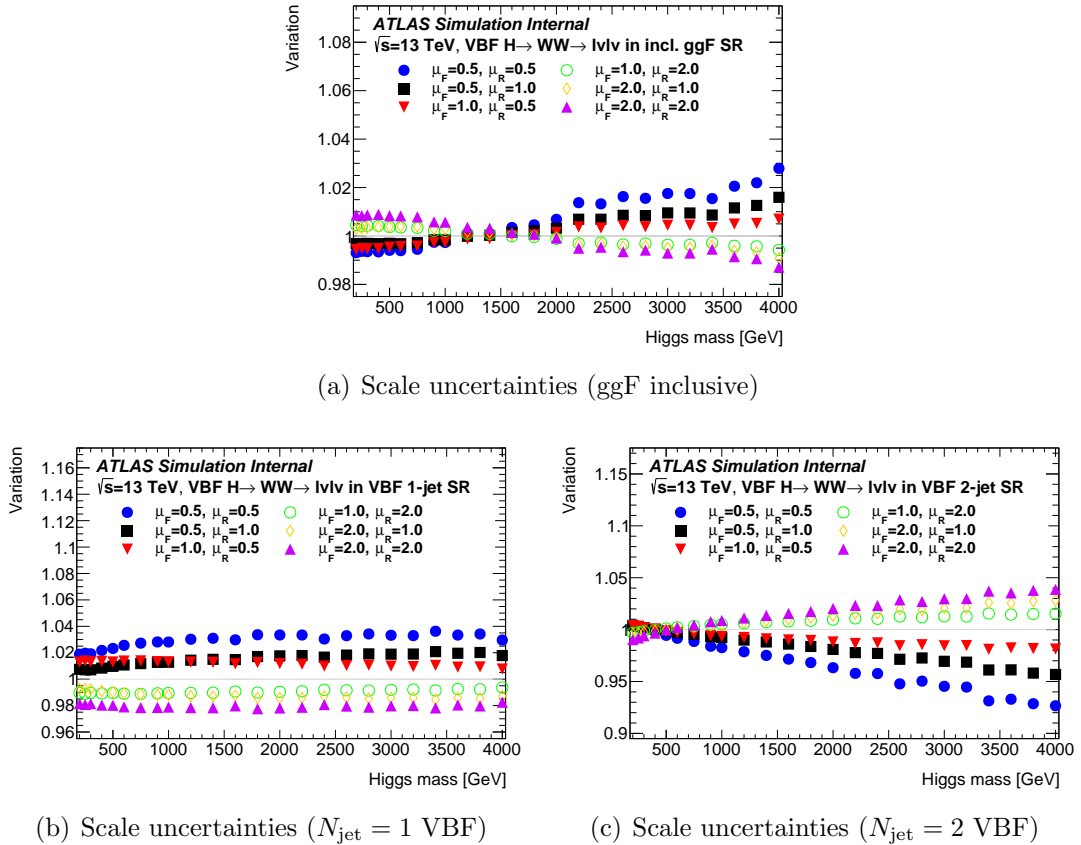 Variation
1.08
1.06
1.04
1.02
1
0.98
ATLAS Simulation Internal
√s=13 TeV, VBF H→ WW→ lνlν in incl. ggF SR
μF=0.5, μR=0.5
μF=0.5, μR=1.0
μF=1.0, μR=0.5
μF=1.0, μR=2.0
μF=2.0, μR=1.0
μF=2.0, μR=2.0
500 1000 1500 2000 2500 3000 3500 4000
Higgs mass [GeV]
(a) Scale uncertainties (ggF inclusive)
Variation
1.16
1.14
1.12
1.1
1.08
1.06
1.04
1.02
1
0.98
0.96
ATLAS Simulation Internal
√s=13 TeV, VBF H→ WW→ lνlν in VBF 1-jet SR
μF=0.5, μR=0.5
μF=0.5, μR=1.0
μF=1.0, μR=0.5
μF=1.0, μR=2.0
μF=2.0, μR=1.0
μF=2.0, μR=2.0
500 1000 1500 2000 2500 3000 3500 4000
Higgs mass [GeV]
(b) Scale uncertainties (Njet = 1 VBF)
Variation
1.15
1.1
1.05
1
0.95
0.9
ATLAS Simulation Internal
√s=13 TeV, VBF H→ WW→ lνlν in VBF 2-jet SR
μF=0.5, μR=0.5
μF=0.5, μR=1.0
μF=1.0, μR=0.5
μF=1.0, μR=2.0
μF=2.0, μR=1.0
μF=2.0, μR=2.0
500 1000 1500 2000 2500 3000 3500 4000
Higgs mass [GeV]
(c) Scale uncertainties (Njet = 2 VBF)